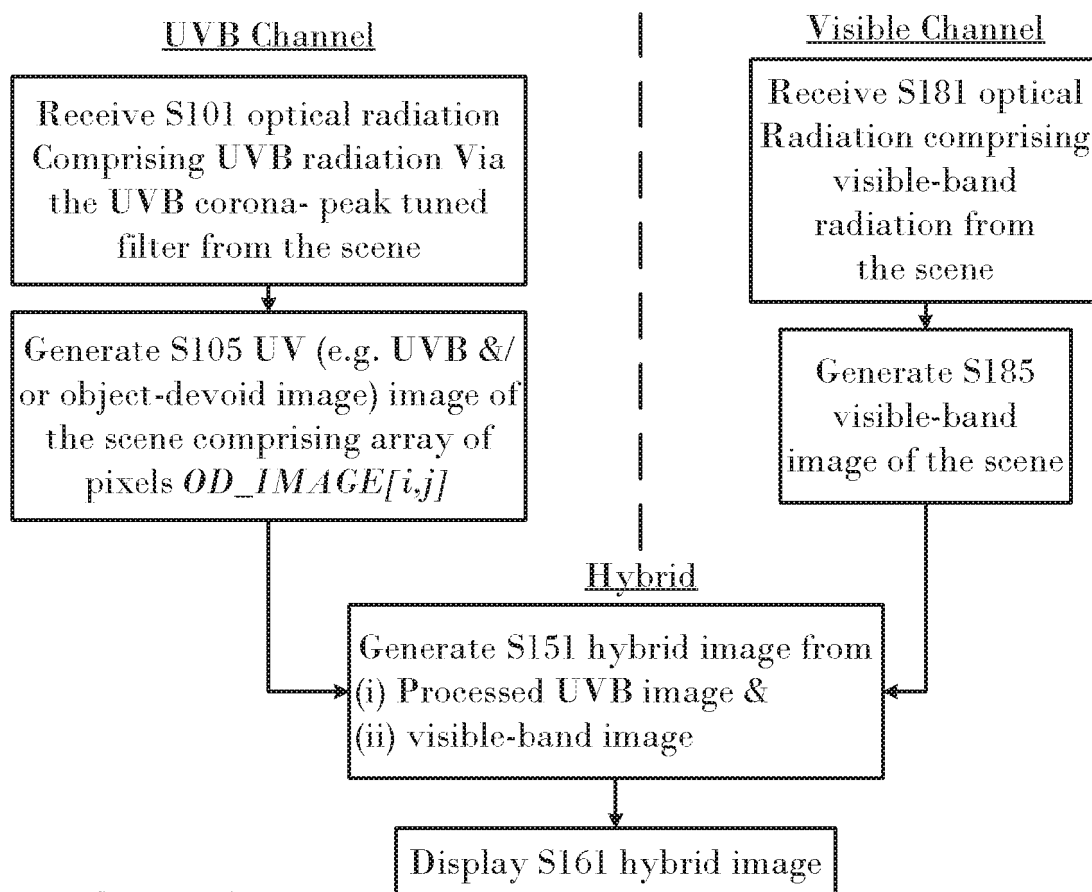 UVB Channel
Receive S101 optical radiation
Comprising UVB radiation Via
the UVB corona- peak tuned
filter from the scene
Generate S105 UV (e.g. UVB &/
or object-devoid image) image of
the scene comprising array of
pixels OD_IMAGE[i,j]
Visible Channel
Receive S181 optical
Radiation comprising
visible-band
radiation from
the scene
Generate S185
visible-band
image of the scene
Hybrid
Generate S151 hybrid image from
(i) Processed UVB image &
(ii) visible-band image
Display S161 hybrid image